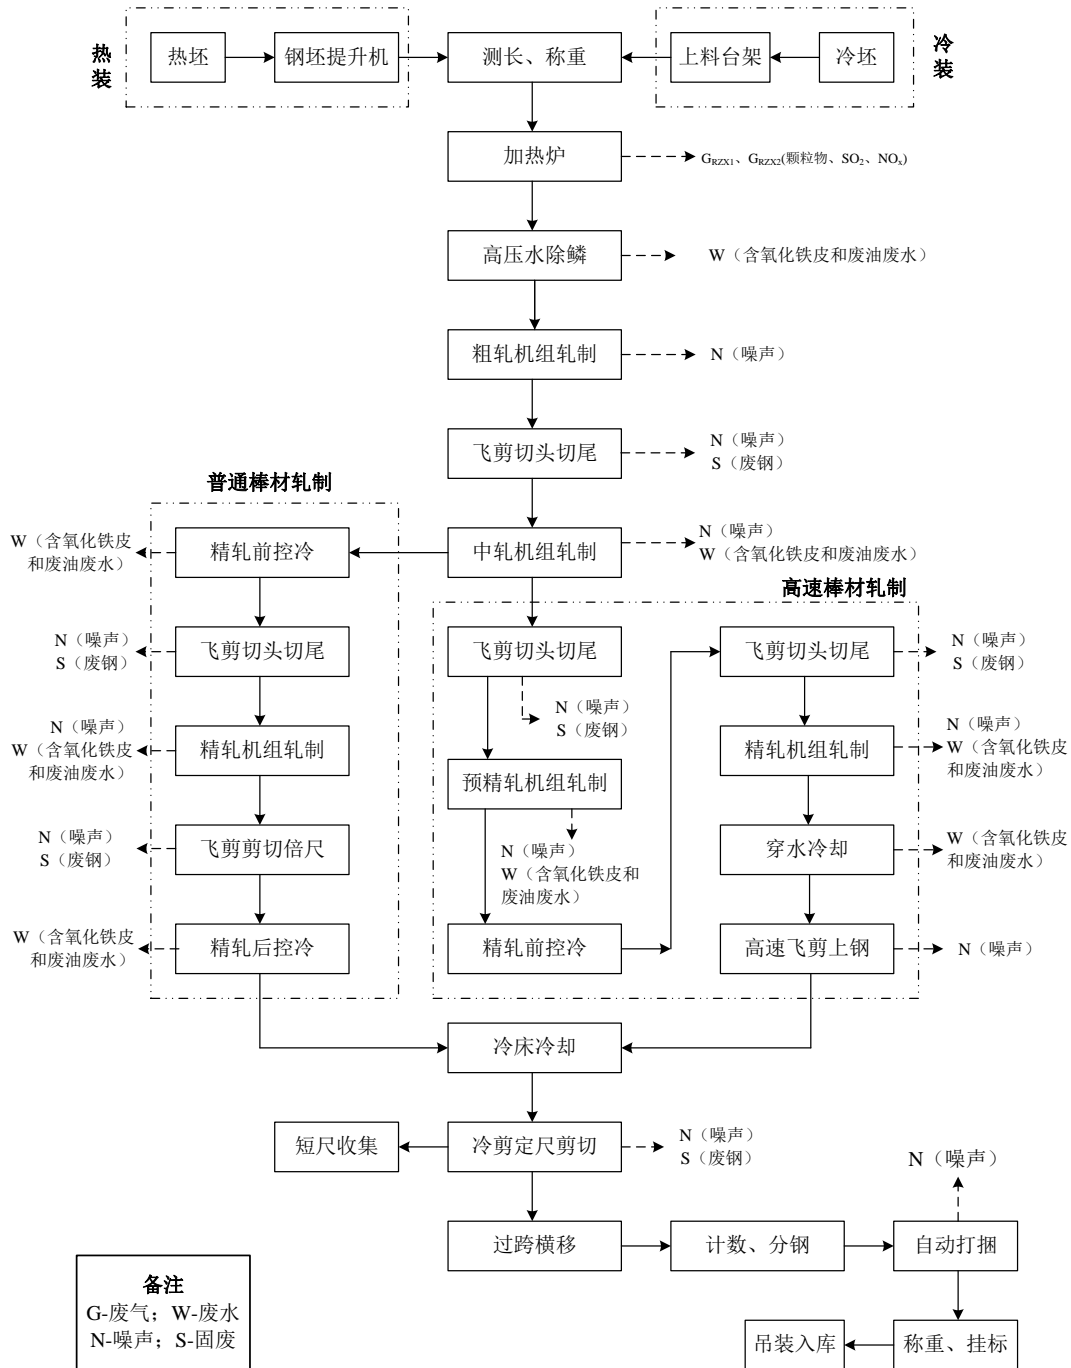 热装
热坯
钢坯提升机
测长、称重
上料台架
冷坯
冷装
加热炉
G_RZX1、G_RZX2(颗粒物、SO₂、NOₓ)
高压水除鳞
W（含氧化铁皮和废油废水）
粗轧机组轧制
N（噪声）
飞剪切头切尾
N（噪声）
S（废钢）
普通棒材轧制
W（含氧化铁皮
和废油废水）
精轧前控冷
中轧机组轧制
N（噪声）
W（含氧化铁皮和废油废水）
高速棒材轧制
N（噪声）
S（废钢）
飞剪切头切尾
飞剪切头切尾
N（噪声）
S（废钢）
飞剪切头切尾
N（噪声）
S（废钢）
N（噪声）
W（含氧化铁皮
和废油废水）
精轧机组轧制
预精轧机组轧制
精轧机组轧制
N（噪声）
W（含氧化铁皮
和废油废水）
N（噪声）
S（废钢）
飞剪剪切倍尺
N（噪声）
W（含氧化铁皮和
废油废水）
穿水冷却
W（含氧化铁皮
和废油废水）
W（含氧化铁皮
和废油废水）
精轧后控冷
精轧前控冷
高速飞剪上钢
N（噪声）
冷床冷却
短尺收集
冷剪定尺剪切
N（噪声）
S（废钢）
N（噪声）
过跨横移
计数、分钢
自动打捆
备注
G-废气；W-废水
N-噪声；S-固废
吊装入库
称重、挂标